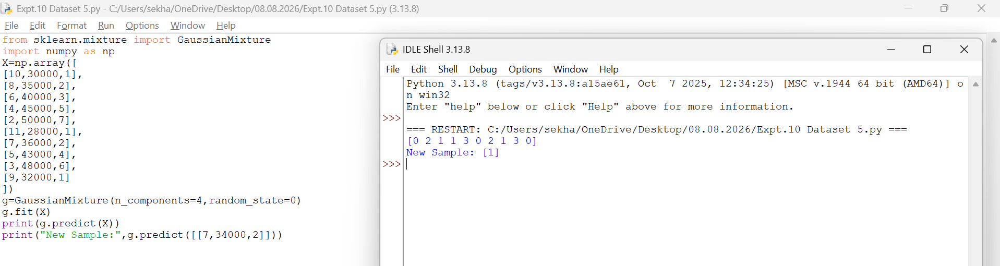 Expt.10 Dataset 5.py - C:/Users/sekha/OneDrive/Desktop/08.08.2026/Expt.10 Dataset 5.py (3.13.8)
File Edit Format Run Options Window Help
from sklearn.mixture import GaussianMixture
import numpy as np
X=np.array([
[10,30000,1],
[8,35000,2],
[6,40000,3],
[4,45000,5],
[2,50000,7],
[11,28000,1],
[7,36000,2],
[5,43000,4],
[3,48000,6],
[9,32000,1]
])
g=GaussianMixture(n_components=4,random_state=0)
g.fit(X)
print(g.predict(X))
print("New Sample:",g.predict([[7,34000,2]]))
IDLE Shell 3.13.8
File Edit Shell Debug Options Window Help
Python 3.13.8 (tags/v3.13.8:a15ae61, Oct  7 2025, 12:34:25) [MSC v.1944 64 bit (AMD64)] o
n win32
Enter "help" below or click "Help" above for more information.
>>>
=== RESTART: C:/Users/sekha/OneDrive/Desktop/08.08.2026/Expt.10 Dataset 5.py ===
[0 2 1 1 3 0 2 1 3 0]
New Sample: [1]
>>>